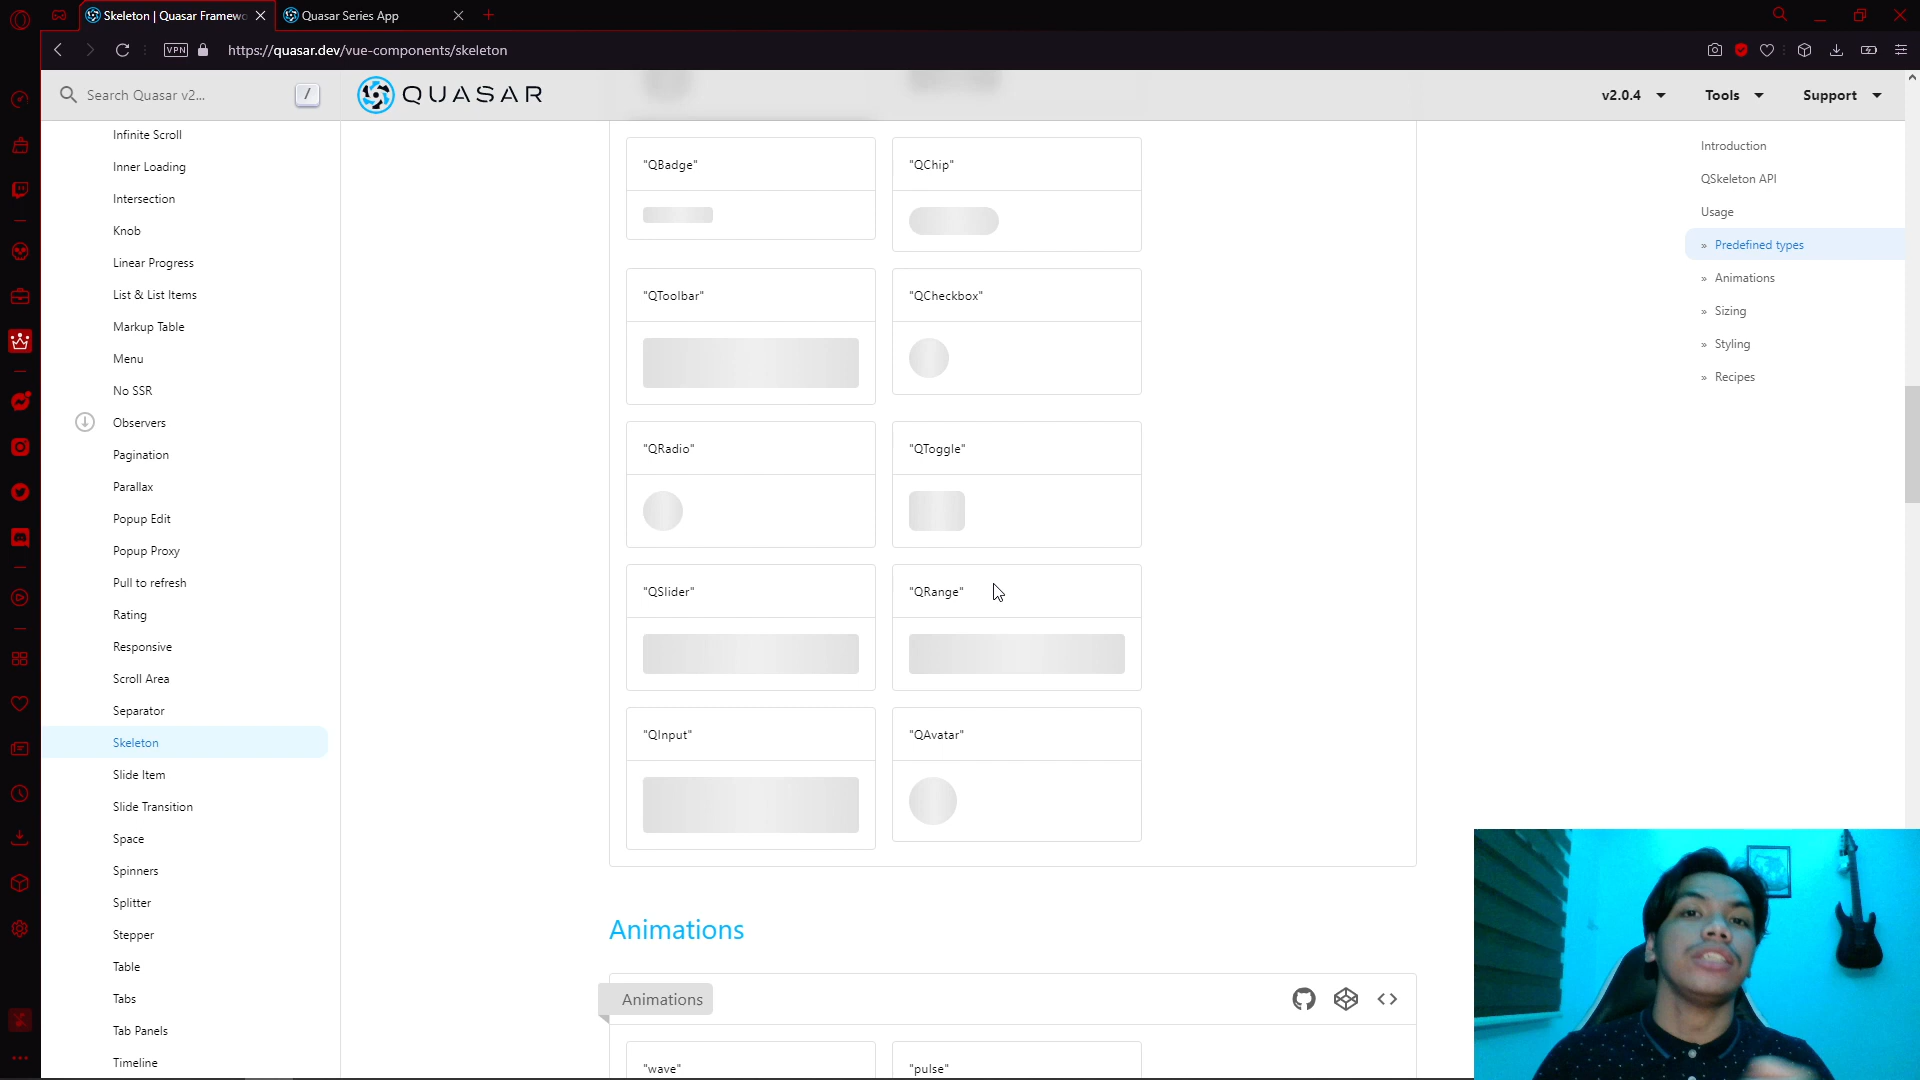 Skeleton | Quasar Framewo
Quasar Series App
VPN
https://quasar.dev/vue-components/skeleton
Search Quasar v2...
/
QUASAR
v2.0.4
Tools
Support
Infinite Scroll
Inner Loading
Intersection
Knob
Linear Progress
List & List Items
Markup Table
Menu
No SSR
Observers
Pagination
Parallax
Popup Edit
Popup Proxy
Pull to refresh
Rating
Responsive
Scroll Area
Separator
Skeleton
Slide Item
Slide Transition
Space
Spinners
Splitter
Stepper
Table
Tabs
Tab Panels
Timeline
"QBadge"
"QChip"
"QToolbar"
"QCheckbox"
"QRadio"
"QToggle"
"QSlider"
"QRange"
"QInput"
"QAvatar"
Animations
Animations
"wave"
"pulse"
Introduction
QSkeleton API
Usage
» Predefined types
» Animations
» Sizing
» Styling
» Recipes